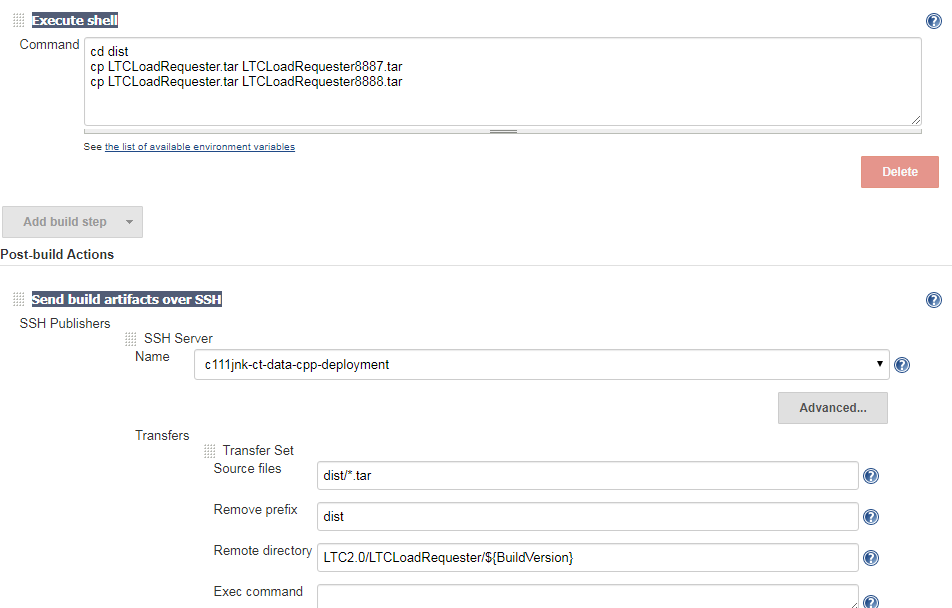 Execute shell
Command
cd dist
cp LTCLoadRequester.tar LTCLoadRequester8887.tar
cp LTCLoadRequester.tar LTCLoadRequester8888.tar
See the list of available environment variables
Delete
Add build step
Post-build Actions
Send build artifacts over SSH
SSH Publishers
SSH Server
Name
c111jnk-ct-data-cpp-deployment
Advanced...
Transfers
Transfer Set
Source files
dist/*.tar
Remove prefix
dist
Remote directory
LTC2.0/LTCLoadRequester/${BuildVersion}
Exec command